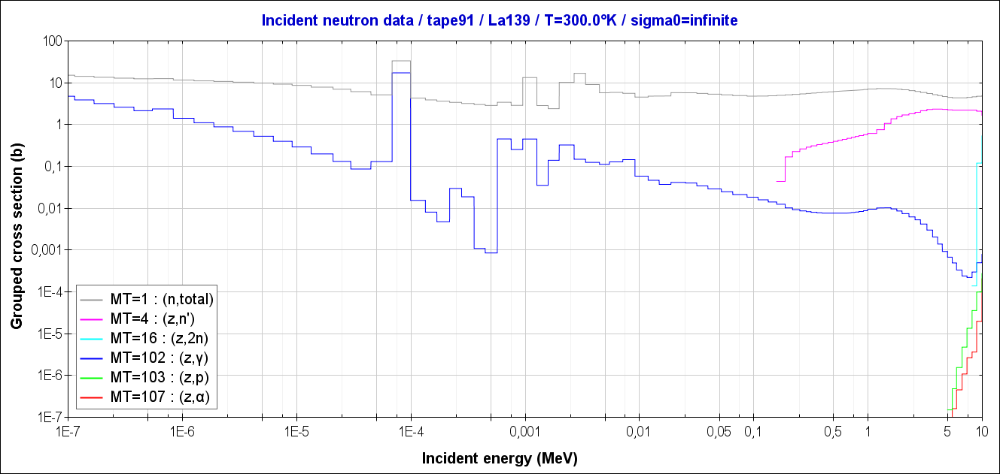 Incident neutron data / tape91 / La139 / T=300.0°K / sigma0=infinite
Grouped cross section (b)
100
10
1
0,1
0,01
0,001
1E-4
1E-5
1E-6
1E-7
MT=1 : (n,total)
MT=4 : (z,n')
MT=16 : (z,2n)
MT=102 : (z,γ)
MT=103 : (z,p)
MT=107 : (z,α)
1E-7 1E-6 1E-5 1E-4 0,001 0,01 0,05 0,1 0,5 1 5 10
Incident energy (MeV)